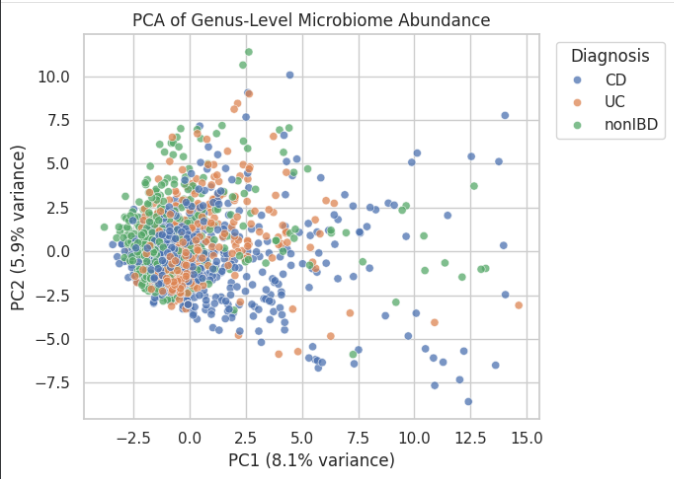 PCA of Genus-Level Microbiome Abundance
Diagnosis
CD
UC
nonIBD
PC2 (5.9% variance)
10.0
7.5
5.0
2.5
0.0
−2.5
−5.0
−7.5
−2.5 0.0 2.5 5.0 7.5 10.0 12.5 15.0
PC1 (8.1% variance)